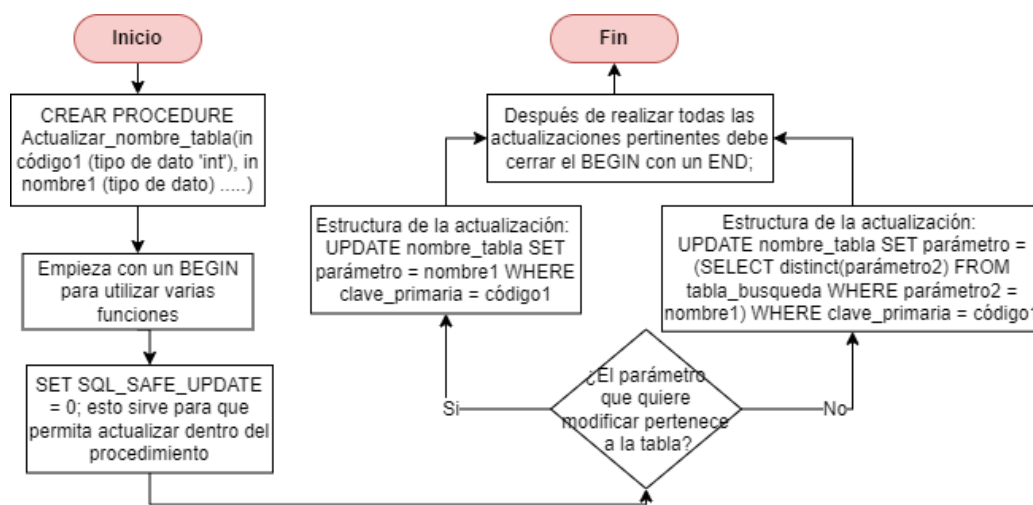 Inicio
CREAR PROCEDURE
Actualizar_nombre_tabla(in
código1 (tipo de dato 'int'), in
nombre1 (tipo de dato) .....)
Empieza con un BEGIN
para utilizar varias
funciones
SET SQL_SAFE_UPDATE
= 0; esto sirve para que
permita actualizar dentro del
procedimiento
¿El parámetro
que quiere
modificar pertenece
a la tabla?
Si
No
Estructura de la actualización:
UPDATE nombre_tabla SET
parámetro = nombre1 WHERE
clave_primaria = código1
Estructura de la actualización:
UPDATE nombre_tabla SET parámetro =
(SELECT distinct(parámetro2) FROM
tabla_busqueda WHERE parámetro2 =
nombre1) WHERE clave_primaria = código1
Después de realizar todas las
actualizaciones pertinentes debe
cerrar el BEGIN con un END;
Fin